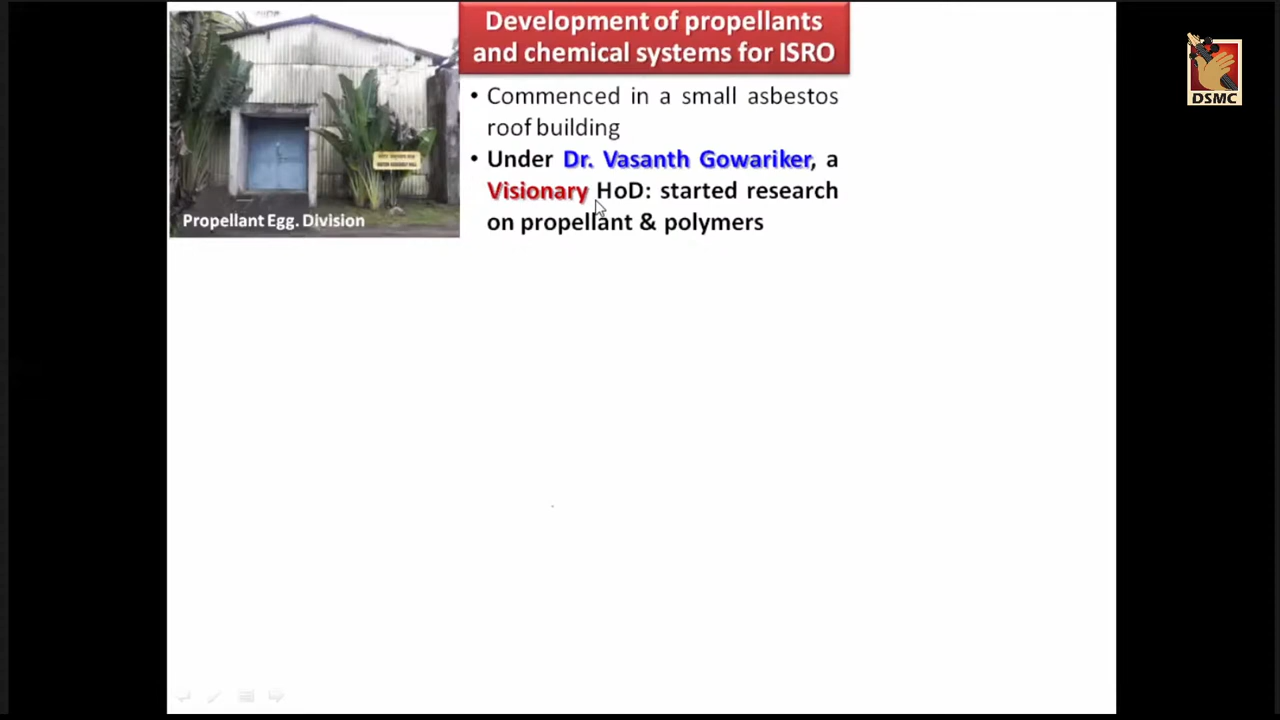 Development of propellants
and chemical systems for ISRO
• Commenced in a small asbestos
roof building
• Under Dr. Vasanth Gowariker, a
Visionary HoD: started research
on propellant & polymers
Propellant Egg. Division
DSMC